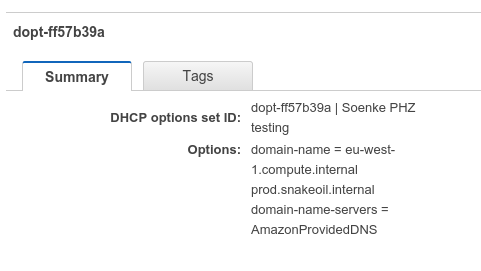 dopt-ff57b39a
Summary
Tags
DHCP options set ID:
dopt-ff57b39a | Soenke PHZ
testing
Options:
domain-name = eu-west-
1.compute.internal
prod.snakeoil.internal
domain-name-servers =
AmazonProvidedDNS